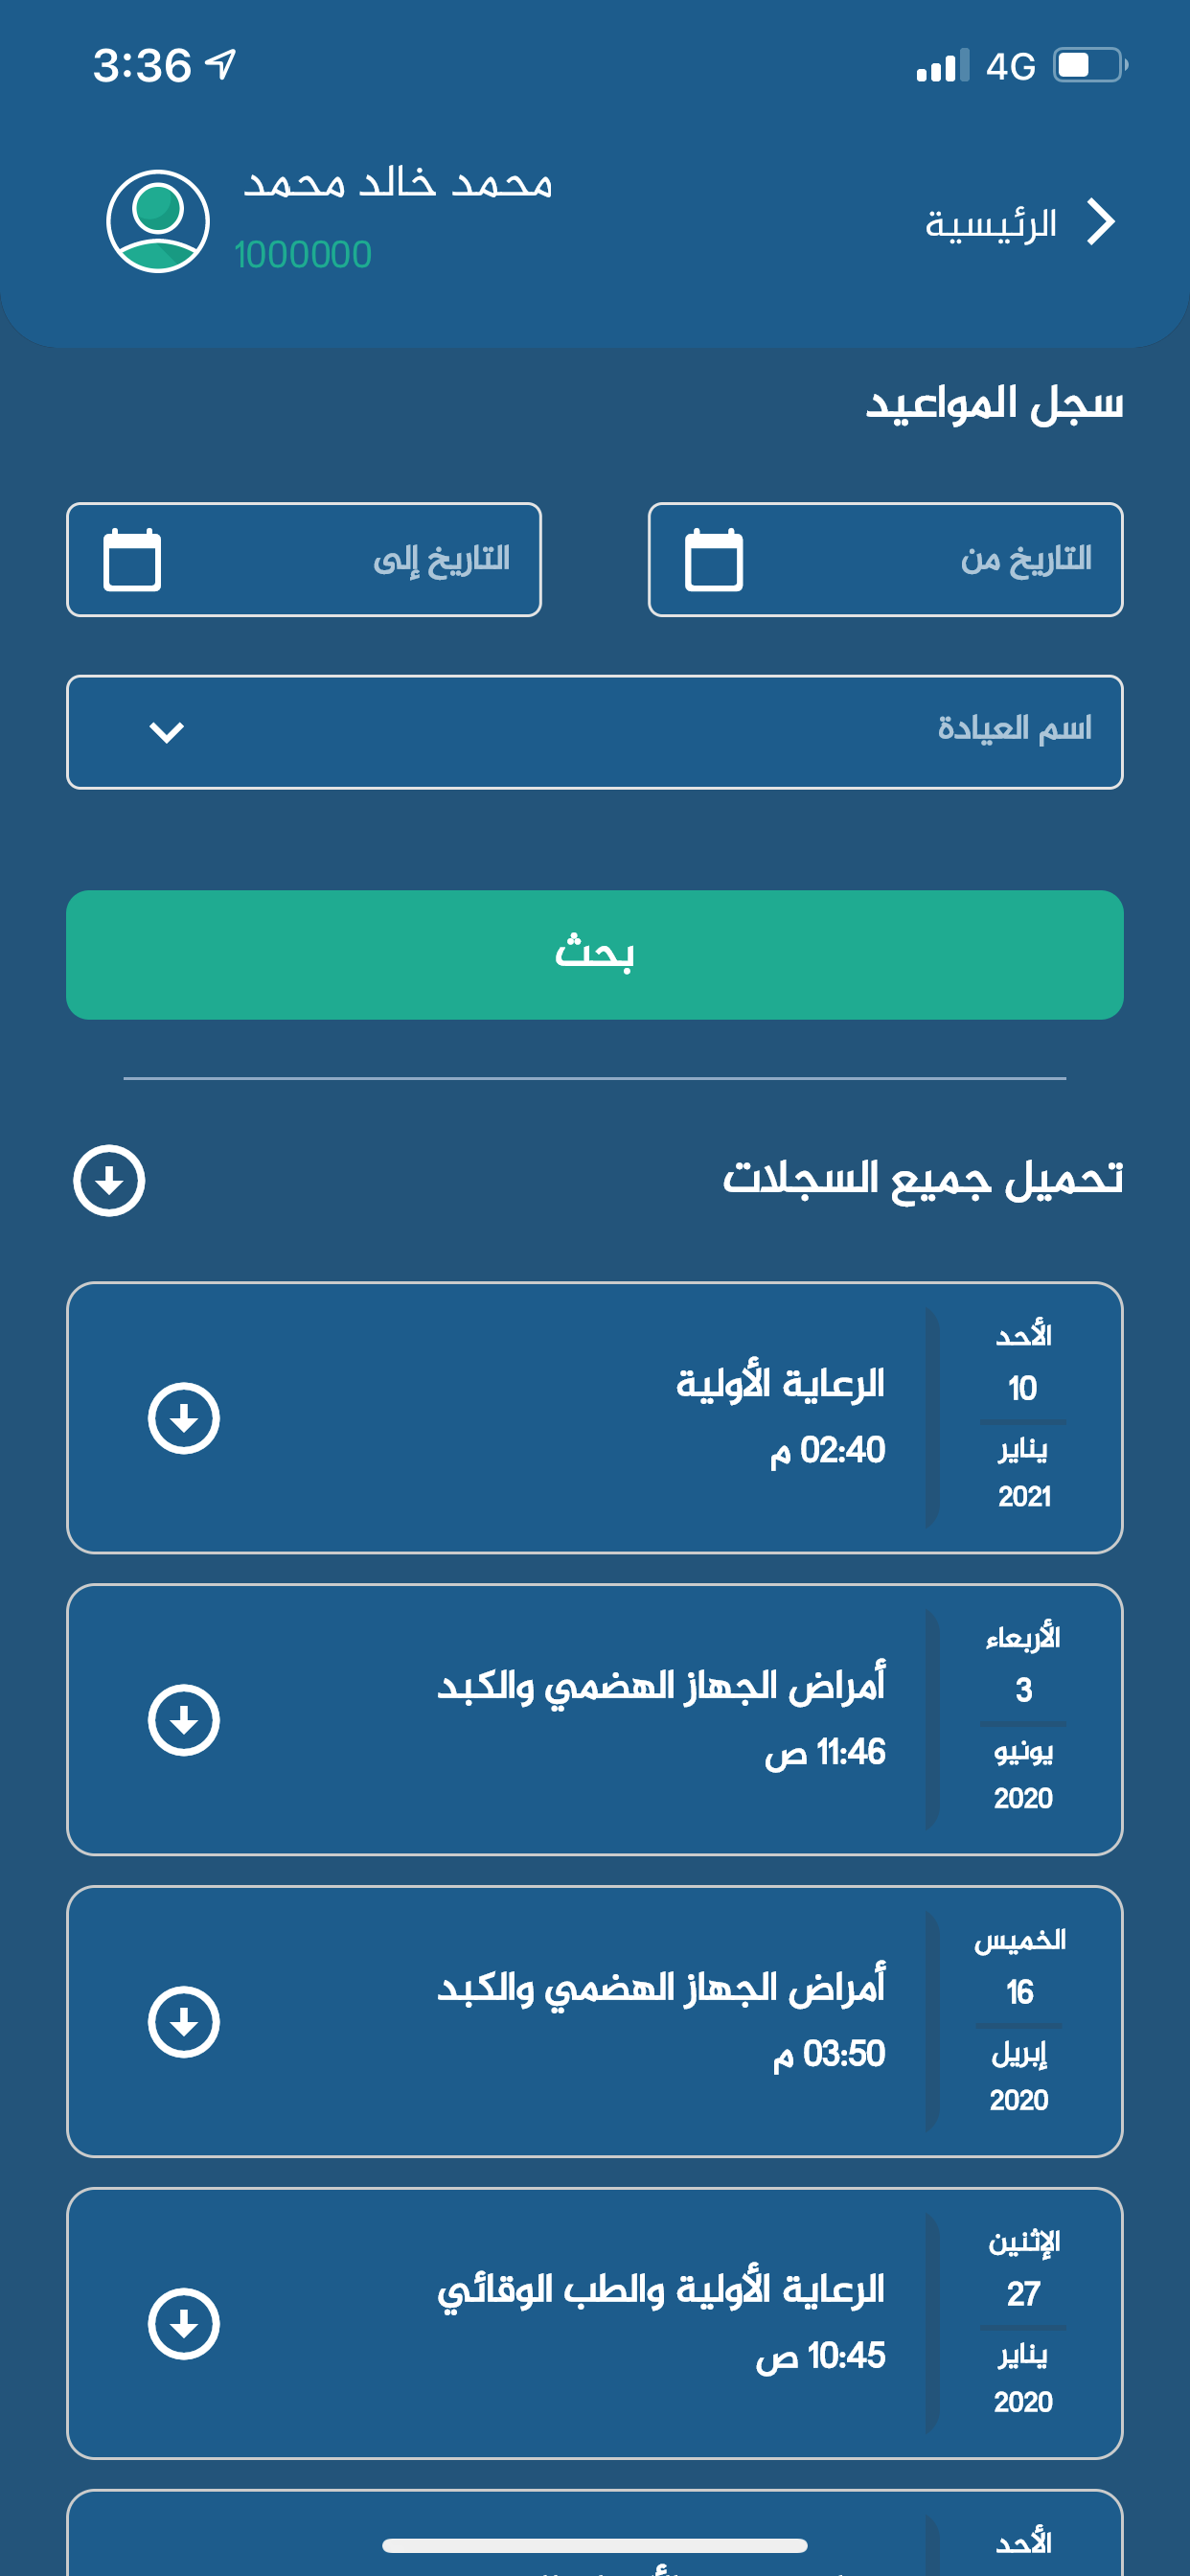 3:36
4G
الرئيسية
محمد خالد محمد
1000000
سجل المواعيد
التاريخ من
التاريخ إلى
اسم العيادة
بحث
تحميل جميع السجلات
الأحد
10
يناير
2021
الرعاية الأولية
02:40 م
الأربعاء
3
يونيو
2020
أمراض الجهاز الهضمي والكبد
11:46 ص
الخميس
16
إبريل
2020
أمراض الجهاز الهضمي والكبد
03:50 م
الإثنين
27
يناير
2020
الرعاية الأولية والطب الوقائي
10:45 ص
الأحد